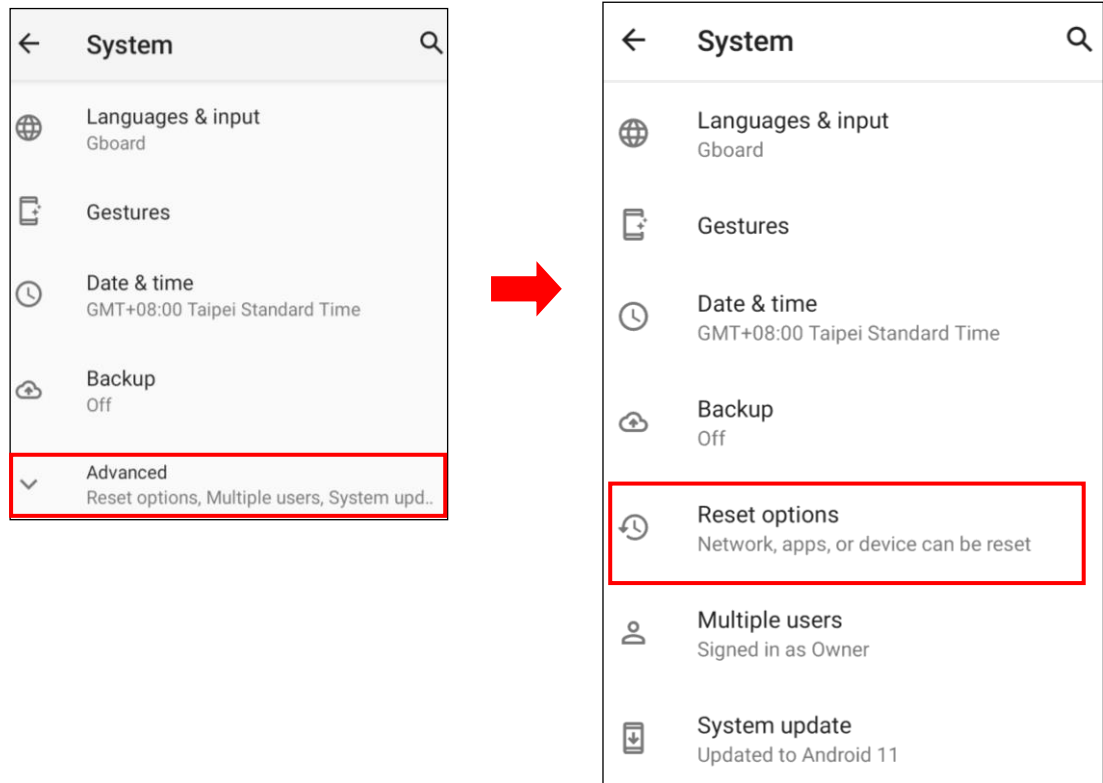 System
Languages & input
Gboard
Gestures
Date & time
GMT+08:00 Taipei Standard Time
Backup
Off
Advanced
Reset options, Multiple users, System upd..
System
Languages & input
Gboard
Gestures
Date & time
GMT+08:00 Taipei Standard Time
Backup
Off
Reset options
Network, apps, or device can be reset
Multiple users
Signed in as Owner
System update
Updated to Android 11